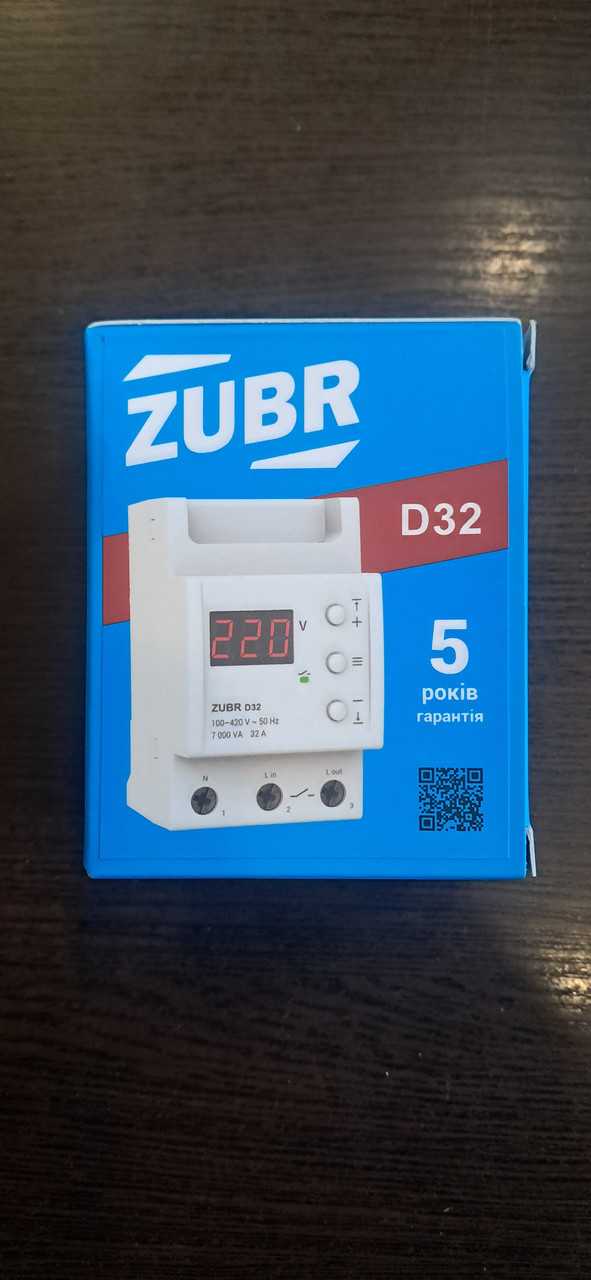 ZUBR
D32
220 V
+
ZUBR D32
100–420 V ~ 50 Hz
7 000 VA 32 A
N
L in
L out
1
2
3
5
років
гарантія